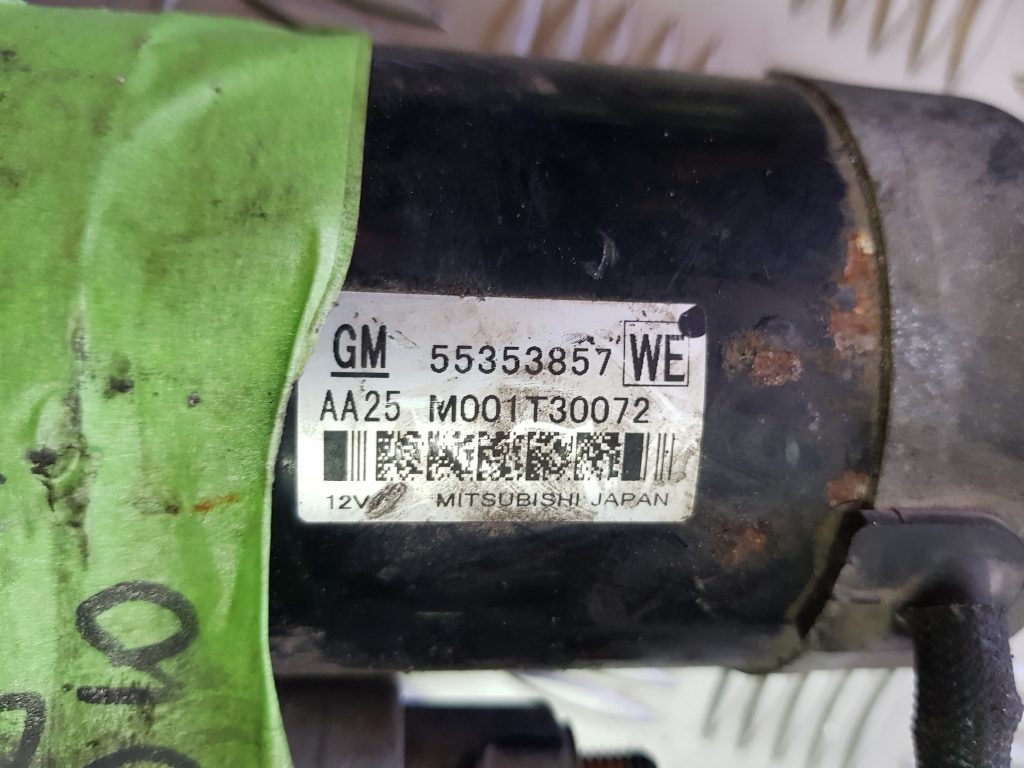 GM 55353857 WE
AA25 M001T30072
12V MITSUBISHI JAPAN